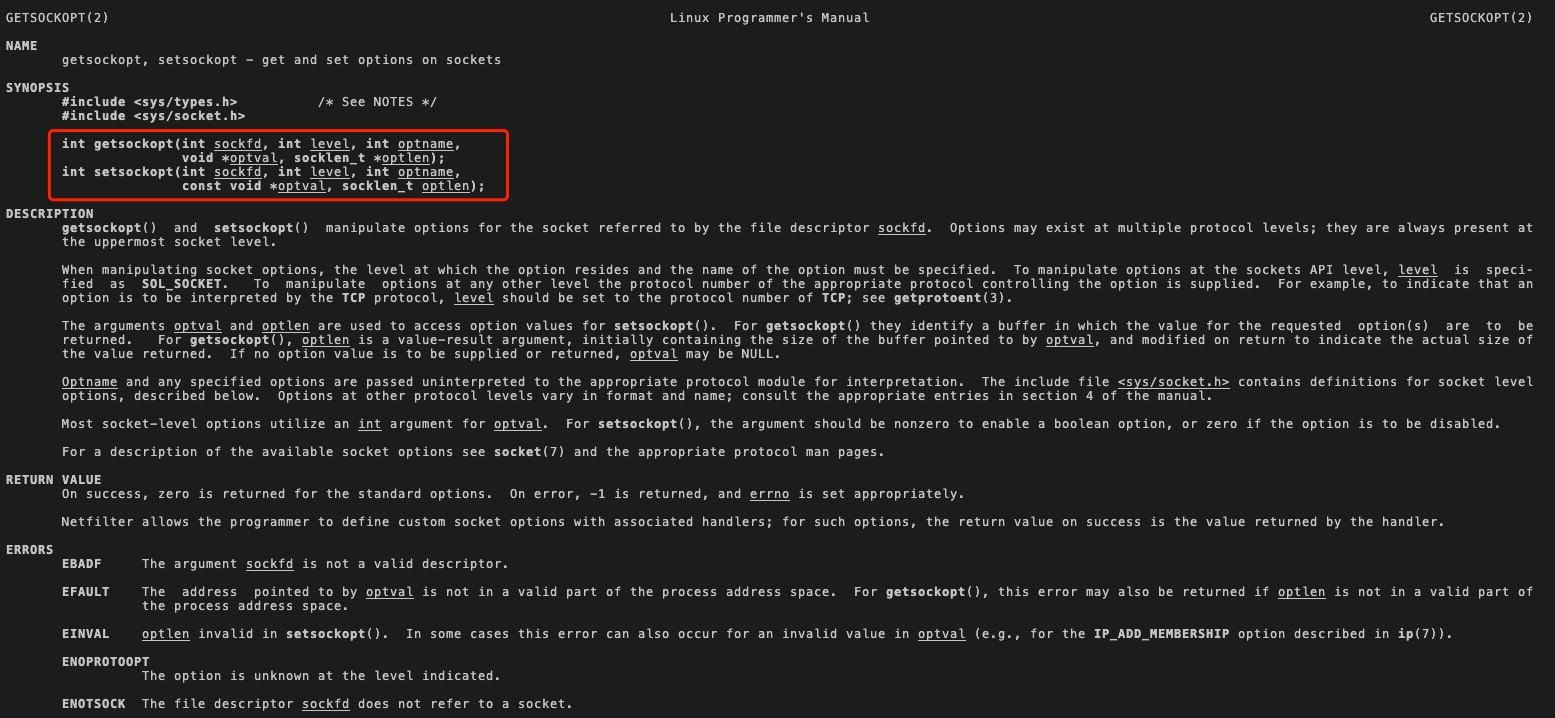 GETSOCKOPT(2) Linux Programmer's Manual GETSOCKOPT(2)
NAME
getsockopt, setsockopt - get and set options on sockets
SYNOPSIS
#include <sys/types.h> /* See NOTES */
#include <sys/socket.h>
int getsockopt(int sockfd, int level, int optname,
void *optval, socklen_t *optlen);
int setsockopt(int sockfd, int level, int optname,
const void *optval, socklen_t optlen);
DESCRIPTION
getsockopt() and setsockopt() manipulate options for the socket referred to by the file descriptor sockfd. Options may exist at multiple protocol levels; they are always present at
the uppermost socket level.
When manipulating socket options, the level at which the option resides and the name of the option must be specified. To manipulate options at the sockets API level, level is speci-
fied as SOL_SOCKET. To manipulate options at any other level the protocol number of the appropriate protocol controlling the option is supplied. For example, to indicate that an
option is to be interpreted by the TCP protocol, level should be set to the protocol number of TCP; see getprotoent(3).
The arguments optval and optlen are used to access option values for setsockopt(). For getsockopt() they identify a buffer in which the value for the requested option(s) are to be
returned. For getsockopt(), optlen is a value-result argument, initially containing the size of the buffer pointed to by optval, and modified on return to indicate the actual size of
the value returned. If no option value is to be supplied or returned, optval may be NULL.
Optname and any specified options are passed uninterpreted to the appropriate protocol module for interpretation. The include file <sys/socket.h> contains definitions for socket level
options, described below. Options at other protocol levels vary in format and name; consult the appropriate entries in section 4 of the manual.
Most socket-level options utilize an int argument for optval. For setsockopt(), the argument should be nonzero to enable a boolean option, or zero if the option is to be disabled.
For a description of the available socket options see socket(7) and the appropriate protocol man pages.
RETURN VALUE
On success, zero is returned for the standard options. On error, -1 is returned, and errno is set appropriately.
Netfilter allows the programmer to define custom socket options with associated handlers; for such options, the return value on success is the value returned by the handler.
ERRORS
EBADF The argument sockfd is not a valid descriptor.
EFAULT The address pointed to by optval is not in a valid part of the process address space. For getsockopt(), this error may also be returned if optlen is not in a valid part of
the process address space.
EINVAL optlen invalid in setsockopt(). In some cases this error can also occur for an invalid value in optval (e.g., for the IP_ADD_MEMBERSHIP option described in ip(7)).
ENOPROTOOPT
The option is unknown at the level indicated.
ENOTSOCK The file descriptor sockfd does not refer to a socket.